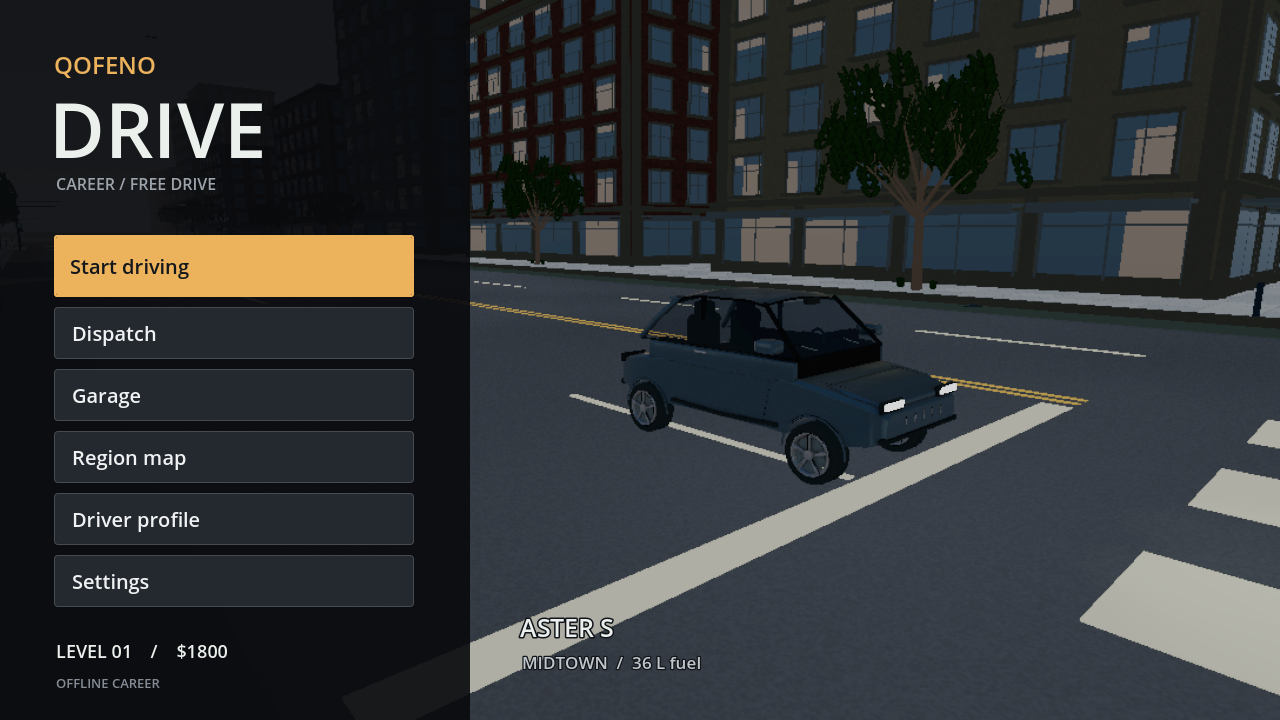 QOFENO
DRIVE
CAREER / FREE DRIVE
Start driving
Dispatch
Garage
Region map
Driver profile
Settings
LEVEL 01 / $1800
OFFLINE CAREER
ASTER S
MIDTOWN / 36 L fuel